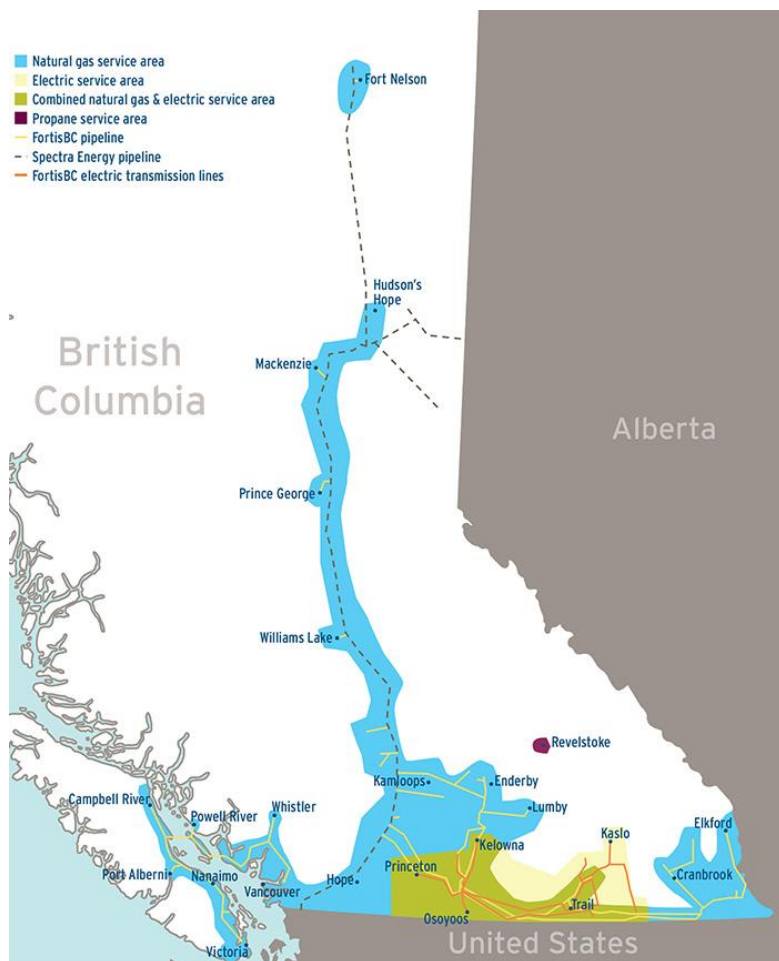 Natural gas service area
Electric service area
Combined natural gas & electric service area
Propane service area
FortisBC pipeline
Spectra Energy pipeline
FortisBC electric transmission lines
Fort Nelson
Hudson's
Hope
British
Columbia
Mackenzie
Alberta
Prince George
Williams Lake
Revelstoke
Kamloops
Enderby
Campbell River
Whistler
Lumby
Powell River
Elkford
Kaslo
Kelowna
Port Alberni
Nanaimo
Princeton
Cranbrook
Vancouver
Hope
Trail
Osoyoos
United States
Victoria